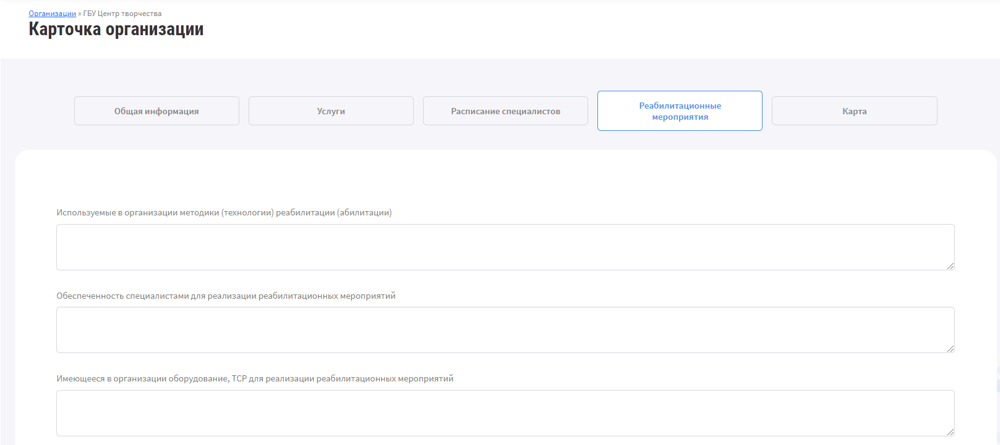 Организации » ГБУ Центр творчества
Карточка организации
Общая информация
Услуги
Расписание специалистов
Реабилитационные
мероприятия
Карта
Используемые в организации методики (технологии) реабилитации (абилитации)
Обеспеченность специалистами для реализации реабилитационных мероприятий
Имеющееся в организации оборудование, ТСР для реализации реабилитационных мероприятий